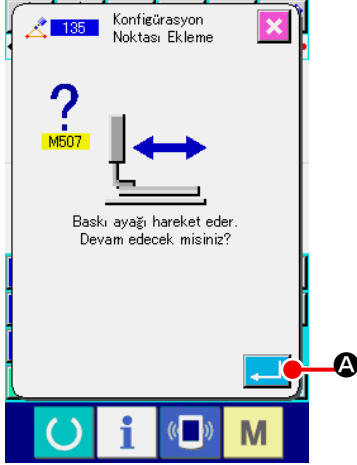 135
Konfigürasyon
Noktası Ekleme
?
M507
Baskı ayağı hareket eder.
Devam edecek misiniz?
A
i
M